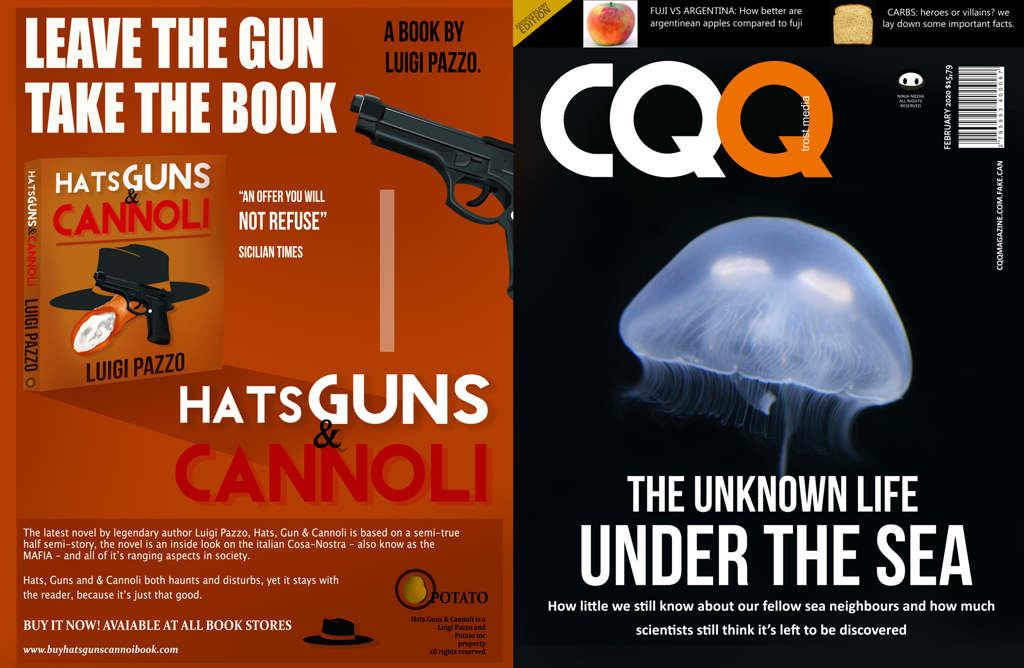 LEAVE THE GUN
TAKE THE BOOK
A BOOK BY
LUIGI PAZZO.
HATSGUNS
&
CANNOLI
LUIGI PAZZO
HATSGUNS & CANNOLI LUIGI PAZZO
"AN OFFER YOU WILL
NOT REFUSE"
SICILIAN TIMES
HATSGUNS
&
CANNOLI
The latest novel by legendary author Luigi Pazzo, Hats, Gun & Cannoli is based on a semi-true
half semi-story, the novel is an inside look on the italian Cosa-Nostra - also know as the
MAFIA - and all of it's ranging aspects in society.
Hats, Guns and & Cannoli both haunts and disturbs, yet it stays with
the reader, because it's just that good.
BUY IT NOW! AVAIABLE AT ALL BOOK STORES
www.buyhatsgunscannoibook.com
POTATO
Hats, Guns & Cannoli is a
Luigi Pazzo and
Potato inc
property
all rights reserved
ANNIVERSARY
EDITION
FUJI VS ARGENTINA: How better are
argentinean apples compared to fuji
CARBS: heroes or villains? we
lay down some important facts.
CQQ
trost media
NINJA MEDIA
ALL RIGHTS
RESERVED
FEBRUARY 2020 $15,79
2 795953 400067
CQQMAGAZINE.COM.FAKE.CAN
THE UNKNOWN LIFE
UNDER THE SEA
How little we still know about our fellow sea neighbours and how much
scientists still think it's left to be discovered